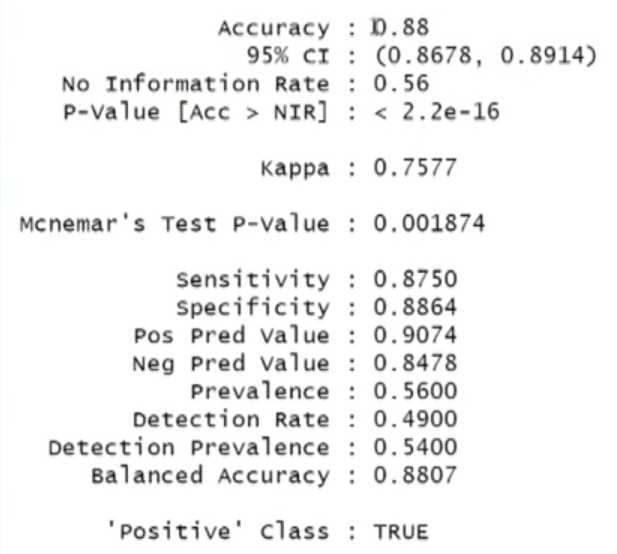 Accuracy : 0.88
95% CI : (0.8678, 0.8914)
No Information Rate : 0.56
P-Value [Acc > NIR] : < 2.2e-16
Kappa : 0.7577
Mcnemar's Test P-Value : 0.001874
Sensitivity : 0.8750
Specificity : 0.8864
Pos Pred Value : 0.9074
Neg Pred Value : 0.8478
Prevalence : 0.5600
Detection Rate : 0.4900
Detection Prevalence : 0.5400
Balanced Accuracy : 0.8807
'Positive' Class : TRUE